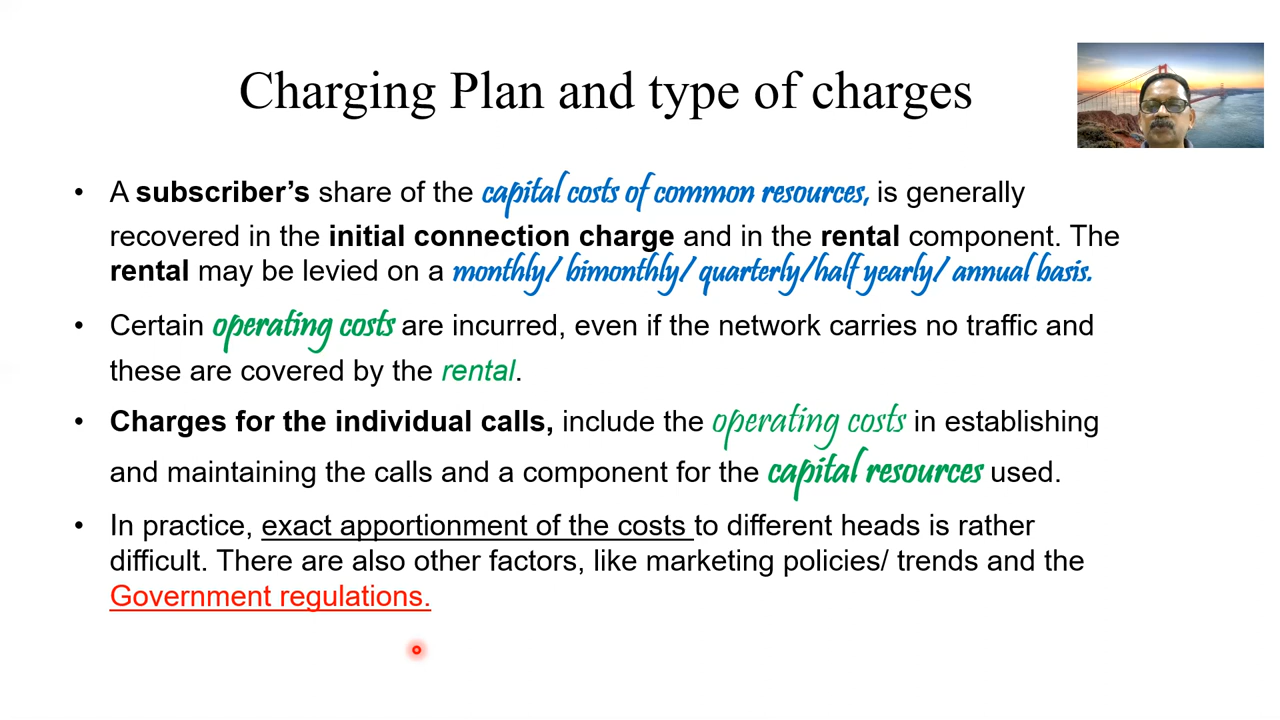 Charging Plan and type of charges
• A subscriber’s share of the capital costs of common resources, is generally
recovered in the initial connection charge and in the rental component. The
rental may be levied on a monthly/ bimonthly/ quarterly/half yearly/ annual basis.
• Certain operating costs are incurred, even if the network carries no traffic and
these are covered by the rental.
• Charges for the individual calls, include the operating costs in establishing
and maintaining the calls and a component for the capital resources used.
• In practice, exact apportionment of the costs to different heads is rather
difficult. There are also other factors, like marketing policies/ trends and the
Government regulations.